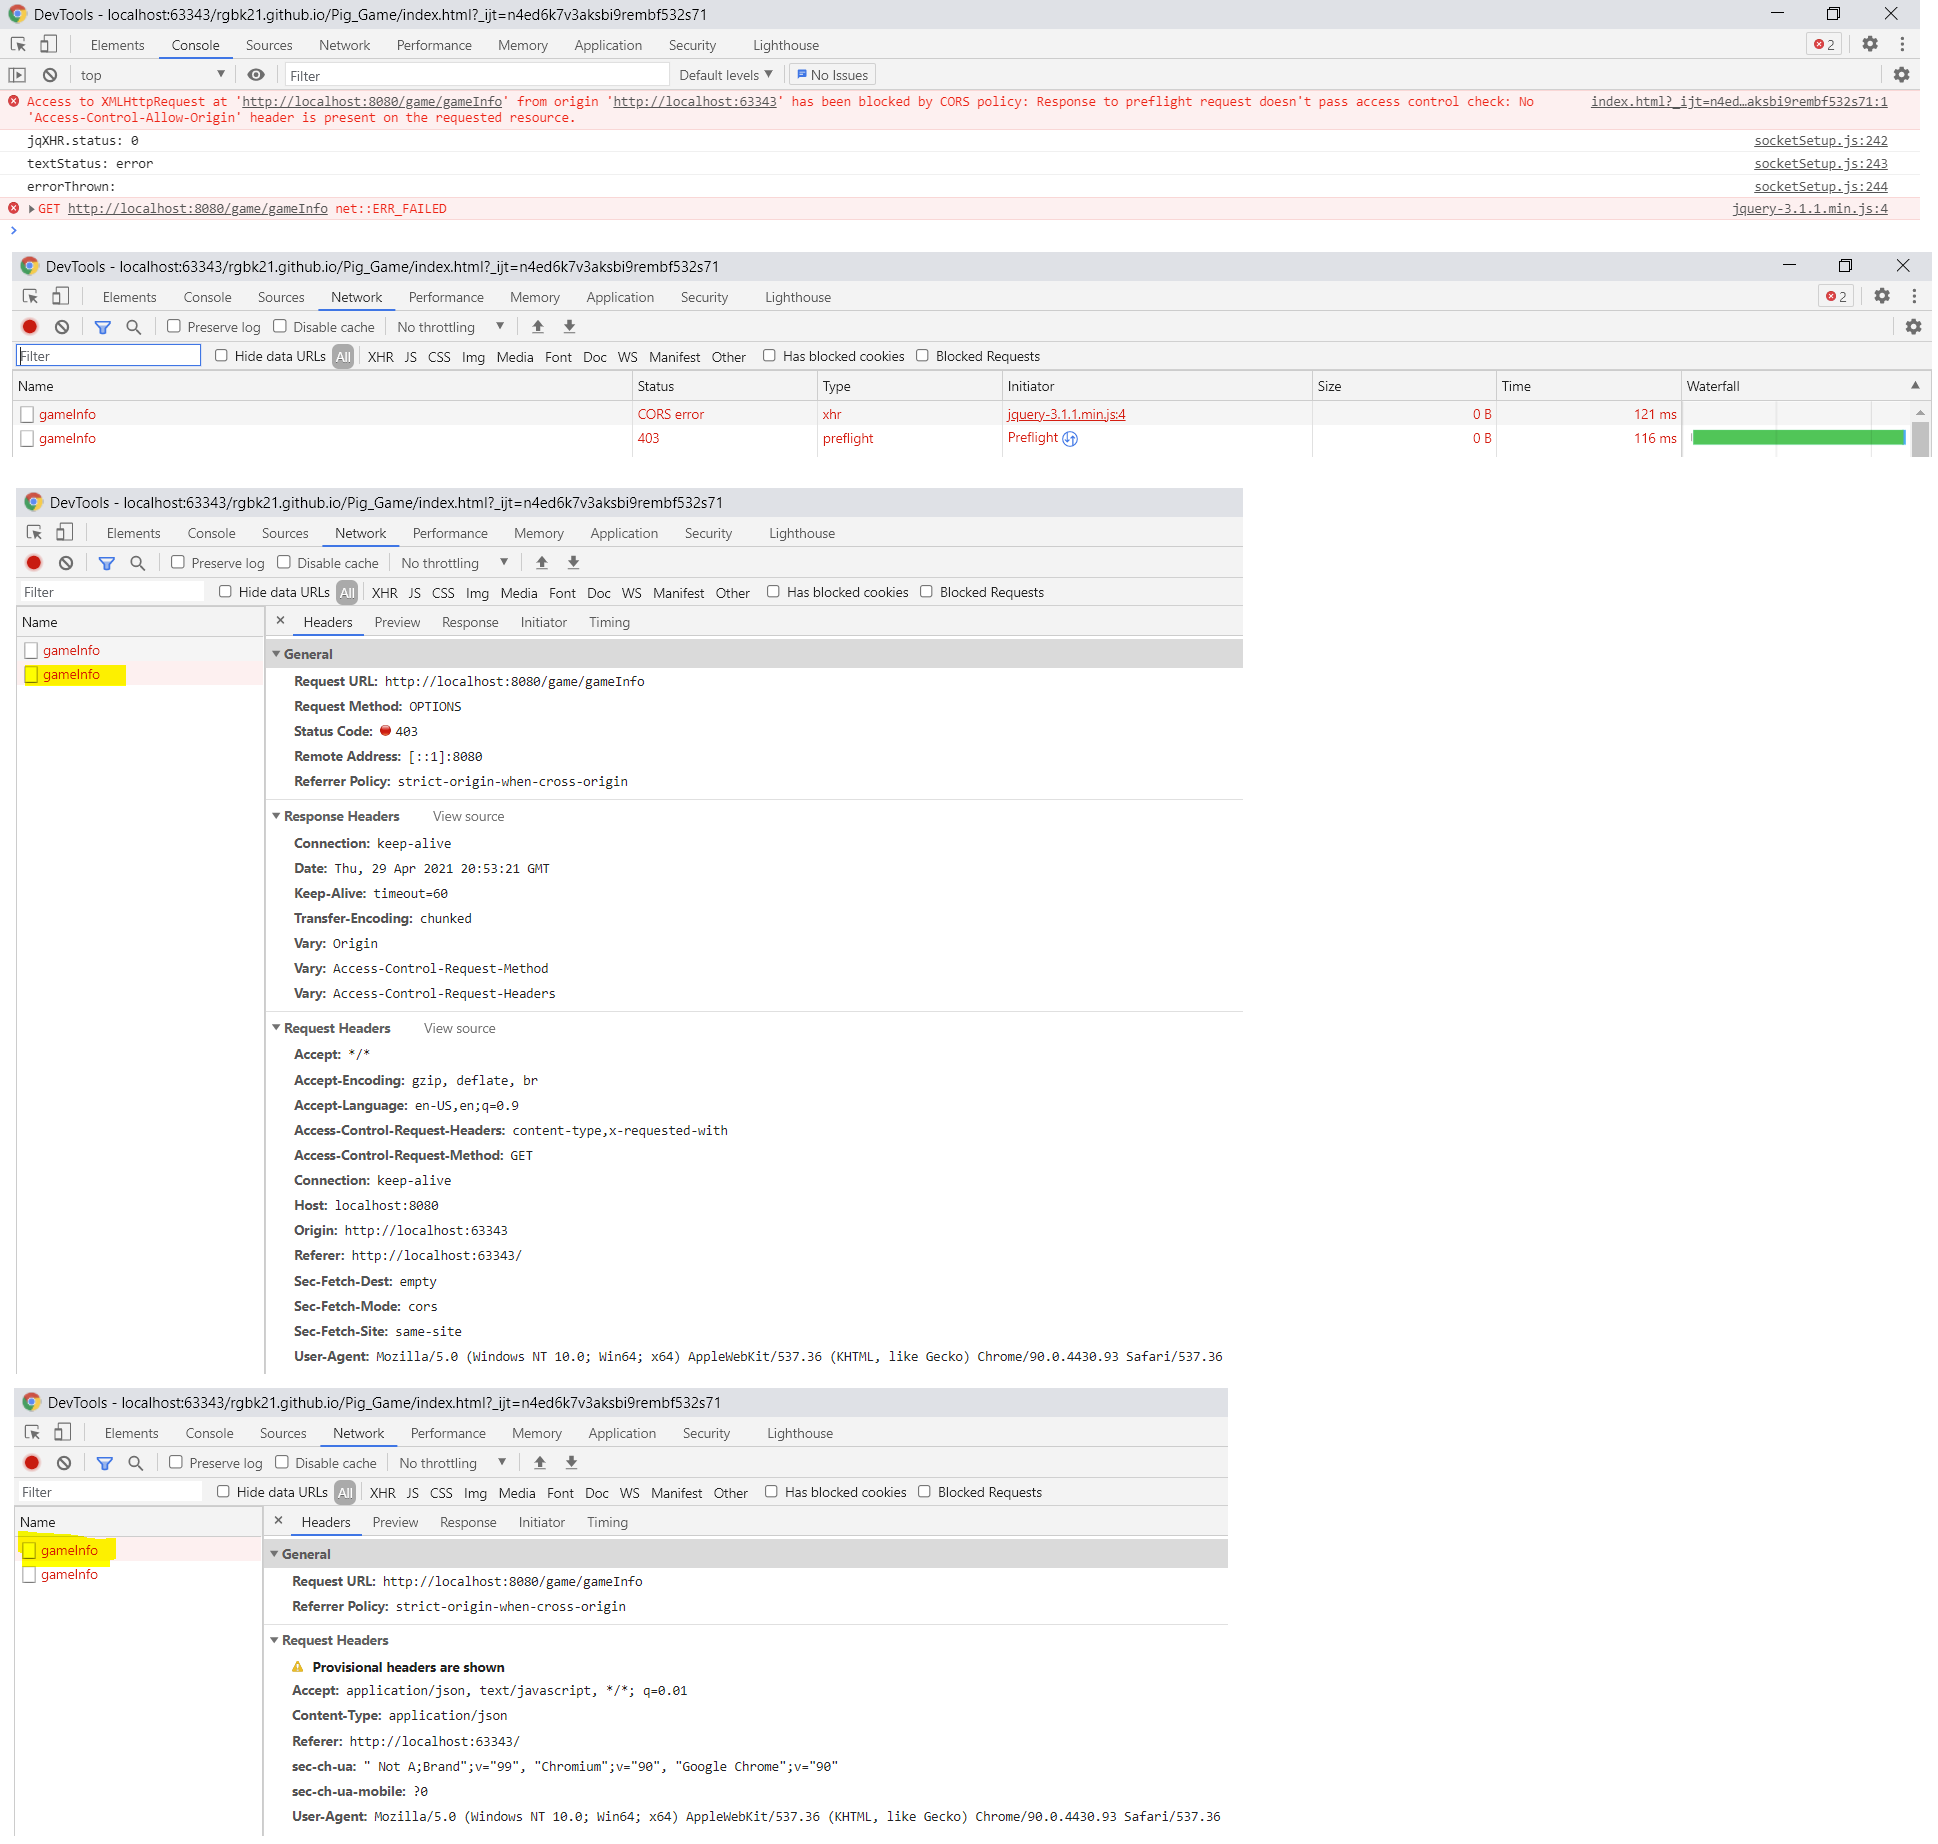 DevTools - localhost:63343/rgbk21.github.io/Pig_Game/index.html?_ijt=n4ed6k7v3aksbi9rembf532s71
Elements Console Sources Network Performance Memory Application Security Lighthouse 2
top Filter Default levels No Issues
Access to XMLHttpRequest at 'http://localhost:8080/game/gameInfo' from origin 'http://localhost:63343' has been blocked by CORS policy: Response to preflight request doesn't pass access control check: No index.html?_ijt=n4ed…aksbi9rembf532s71:1
'Access-Control-Allow-Origin' header is present on the requested resource.
jqXHR.status: 0 socketSetup.js:242
textStatus: error socketSetup.js:243
errorThrown: socketSetup.js:244
GET http://localhost:8080/game/gameInfo net::ERR_FAILED jquery-3.1.1.min.js:4
DevTools - localhost:63343/rgbk21.github.io/Pig_Game/index.html?_ijt=n4ed6k7v3aksbi9rembf532s71
Elements Console Sources Network Performance Memory Application Security Lighthouse 2
Preserve log Disable cache No throttling
Filter Hide data URLs All XHR JS CSS Img Media Font Doc WS Manifest Other Has blocked cookies Blocked Requests
Name Status Type Initiator Size Time Waterfall
gameInfo CORS error xhr jquery-3.1.1.min.js:4 0 B 121 ms
gameInfo 403 preflight Preflight 0 B 116 ms
DevTools - localhost:63343/rgbk21.github.io/Pig_Game/index.html?_ijt=n4ed6k7v3aksbi9rembf532s71
Elements Console Sources Network Performance Memory Application Security Lighthouse
Preserve log Disable cache No throttling
Filter Hide data URLs All XHR JS CSS Img Media Font Doc WS Manifest Other Has blocked cookies Blocked Requests
Name
gameInfo
gameInfo
Headers Preview Response Initiator Timing
General
Request URL: http://localhost:8080/game/gameInfo
Request Method: OPTIONS
Status Code: 403
Remote Address: [::1]:8080
Referrer Policy: strict-origin-when-cross-origin
Response Headers View source
Connection: keep-alive
Date: Thu, 29 Apr 2021 20:53:21 GMT
Keep-Alive: timeout=60
Transfer-Encoding: chunked
Vary: Origin
Vary: Access-Control-Request-Method
Vary: Access-Control-Request-Headers
Request Headers View source
Accept: */*
Accept-Encoding: gzip, deflate, br
Accept-Language: en-US,en;q=0.9
Access-Control-Request-Headers: content-type,x-requested-with
Access-Control-Request-Method: GET
Connection: keep-alive
Host: localhost:8080
Origin: http://localhost:63343
Referer: http://localhost:63343/
Sec-Fetch-Dest: empty
Sec-Fetch-Mode: cors
Sec-Fetch-Site: same-site
User-Agent: Mozilla/5.0 (Windows NT 10.0; Win64; x64) AppleWebKit/537.36 (KHTML, like Gecko) Chrome/90.0.4430.93 Safari/537.36
DevTools - localhost:63343/rgbk21.github.io/Pig_Game/index.html?_ijt=n4ed6k7v3aksbi9rembf532s71
Elements Console Sources Network Performance Memory Application Security Lighthouse
Preserve log Disable cache No throttling
Filter Hide data URLs All XHR JS CSS Img Media Font Doc WS Manifest Other Has blocked cookies Blocked Requests
Name
gameInfo
gameInfo
Headers Preview Response Initiator Timing
General
Request URL: http://localhost:8080/game/gameInfo
Referrer Policy: strict-origin-when-cross-origin
Request Headers
Provisional headers are shown
Accept: application/json, text/javascript, */*; q=0.01
Content-Type: application/json
Referer: http://localhost:63343/
sec-ch-ua: " Not A;Brand";v="99", "Chromium";v="90", "Google Chrome";v="90"
sec-ch-ua-mobile: ?0
User-Agent: Mozilla/5.0 (Windows NT 10.0; Win64; x64) AppleWebKit/537.36 (KHTML, like Gecko) Chrome/90.0.4430.93 Safari/537.36